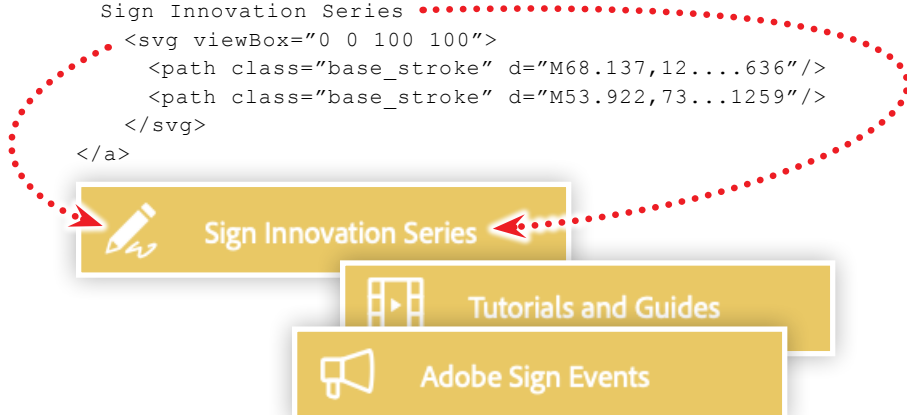 Sign Innovation Series
<svg viewBox=”0 0 100 100”>
<path class=”base_stroke” d=”M68.137,12....636”/>
<path class=”base_stroke” d=”M53.922,73...1259”/>
</svg>
</a>
Sign Innovation Series
Tutorials and Guides
Adobe Sign Events